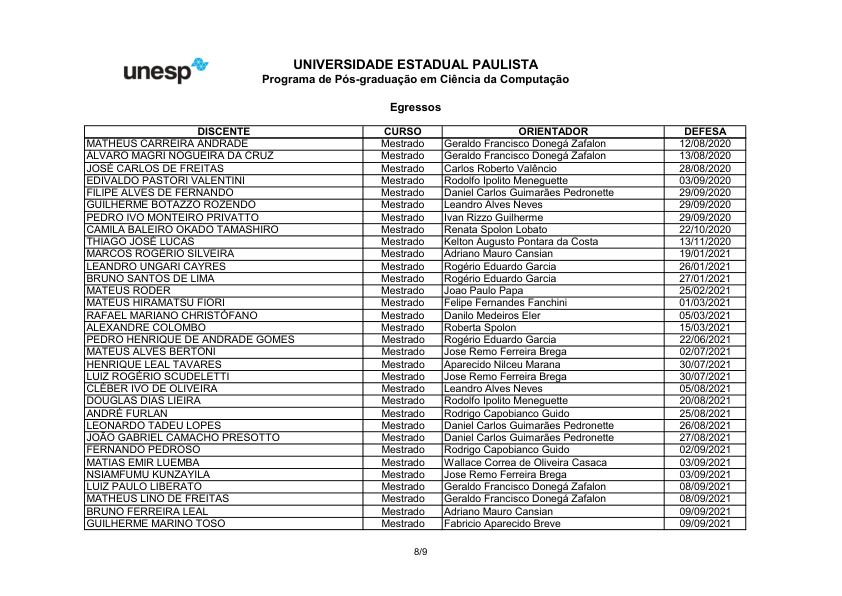 unesp
UNIVERSIDADE ESTADUAL PAULISTA
Programa de Pós-graduação em Ciência da Computação
Egressos
DISCENTE CURSO ORIENTADOR DEFESA
MATHEUS CARREIRA ANDRADE Mestrado Geraldo Francisco Donegá Zafalon 12/08/2020
ÁLVARO MAGRI NOGUEIRA DA CRUZ Mestrado Geraldo Francisco Donegá Zafalon 13/08/2020
JOSÉ CARLOS DE FREITAS Mestrado Carlos Roberto Valêncio 28/08/2020
EDIVALDO PASTORI VALENTINI Mestrado Rodolfo Ipolito Meneguette 03/09/2020
FILIPE ALVES DE FERNANDO Mestrado Daniel Carlos Guimarães Pedronette 29/09/2020
GUILHERME BOTAZZO ROZENDO Mestrado Leandro Alves Neves 29/09/2020
PEDRO IVO MONTEIRO PRIVATTO Mestrado Ivan Rizzo Guilherme 29/09/2020
CAMILA BALEIRO OKADO TAMASHIRO Mestrado Renata Spolon Lobato 22/10/2020
THIAGO JOSÉ LUCAS Mestrado Kelton Augusto Pontara da Costa 13/11/2020
MARCOS ROGÉRIO SILVEIRA Mestrado Adriano Mauro Cansian 19/01/2021
LEANDRO UNGARI CAYRES Mestrado Rogério Eduardo Garcia 26/01/2021
BRUNO SANTOS DE LIMA Mestrado Rogério Eduardo Garcia 27/01/2021
MATEUS RODER Mestrado Joao Paulo Papa 25/02/2021
MATEUS HIRAMATSU FIORI Mestrado Felipe Fernandes Fanchini 01/03/2021
RAFAEL MARIANO CHRISTÓFANO Mestrado Danilo Medeiros Eler 05/03/2021
ALEXANDRE COLOMBO Mestrado Roberta Spolon 15/03/2021
PEDRO HENRIQUE DE ANDRADE GOMES Mestrado Rogério Eduardo Garcia 22/06/2021
MATEUS ALVES BERTONI Mestrado Jose Remo Ferreira Brega 02/07/2021
HENRIQUE LEAL TAVARES Mestrado Aparecido Nilceu Marana 30/07/2021
LUIZ ROGÉRIO SCUDELETTI Mestrado Jose Remo Ferreira Brega 30/07/2021
CLÉBER IVO DE OLIVEIRA Mestrado Leandro Alves Neves 05/08/2021
DOUGLAS DIAS LIEIRA Mestrado Rodolfo Ipolito Meneguette 20/08/2021
ANDRÉ FURLAN Mestrado Rodrigo Capobianco Guido 25/08/2021
LEONARDO TADEU LOPES Mestrado Daniel Carlos Guimarães Pedronette 26/08/2021
JOÃO GABRIEL CAMACHO PRESOTTO Mestrado Daniel Carlos Guimarães Pedronette 27/08/2021
FERNANDO PEDROSO Mestrado Rodrigo Capobianco Guido 02/09/2021
MATIAS EMIR LUEMBA Mestrado Wallace Correa de Oliveira Casaca 03/09/2021
NSIAMFUMU KUNZAYILA Mestrado Jose Remo Ferreira Brega 03/09/2021
LUIZ PAULO LIBERATO Mestrado Geraldo Francisco Donegá Zafalon 08/09/2021
MATHEUS LINO DE FREITAS Mestrado Geraldo Francisco Donegá Zafalon 08/09/2021
BRUNO FERREIRA LEAL Mestrado Adriano Mauro Cansian 09/09/2021
GUILHERME MARINO TOSO Mestrado Fabricio Aparecido Breve 09/09/2021
8/9